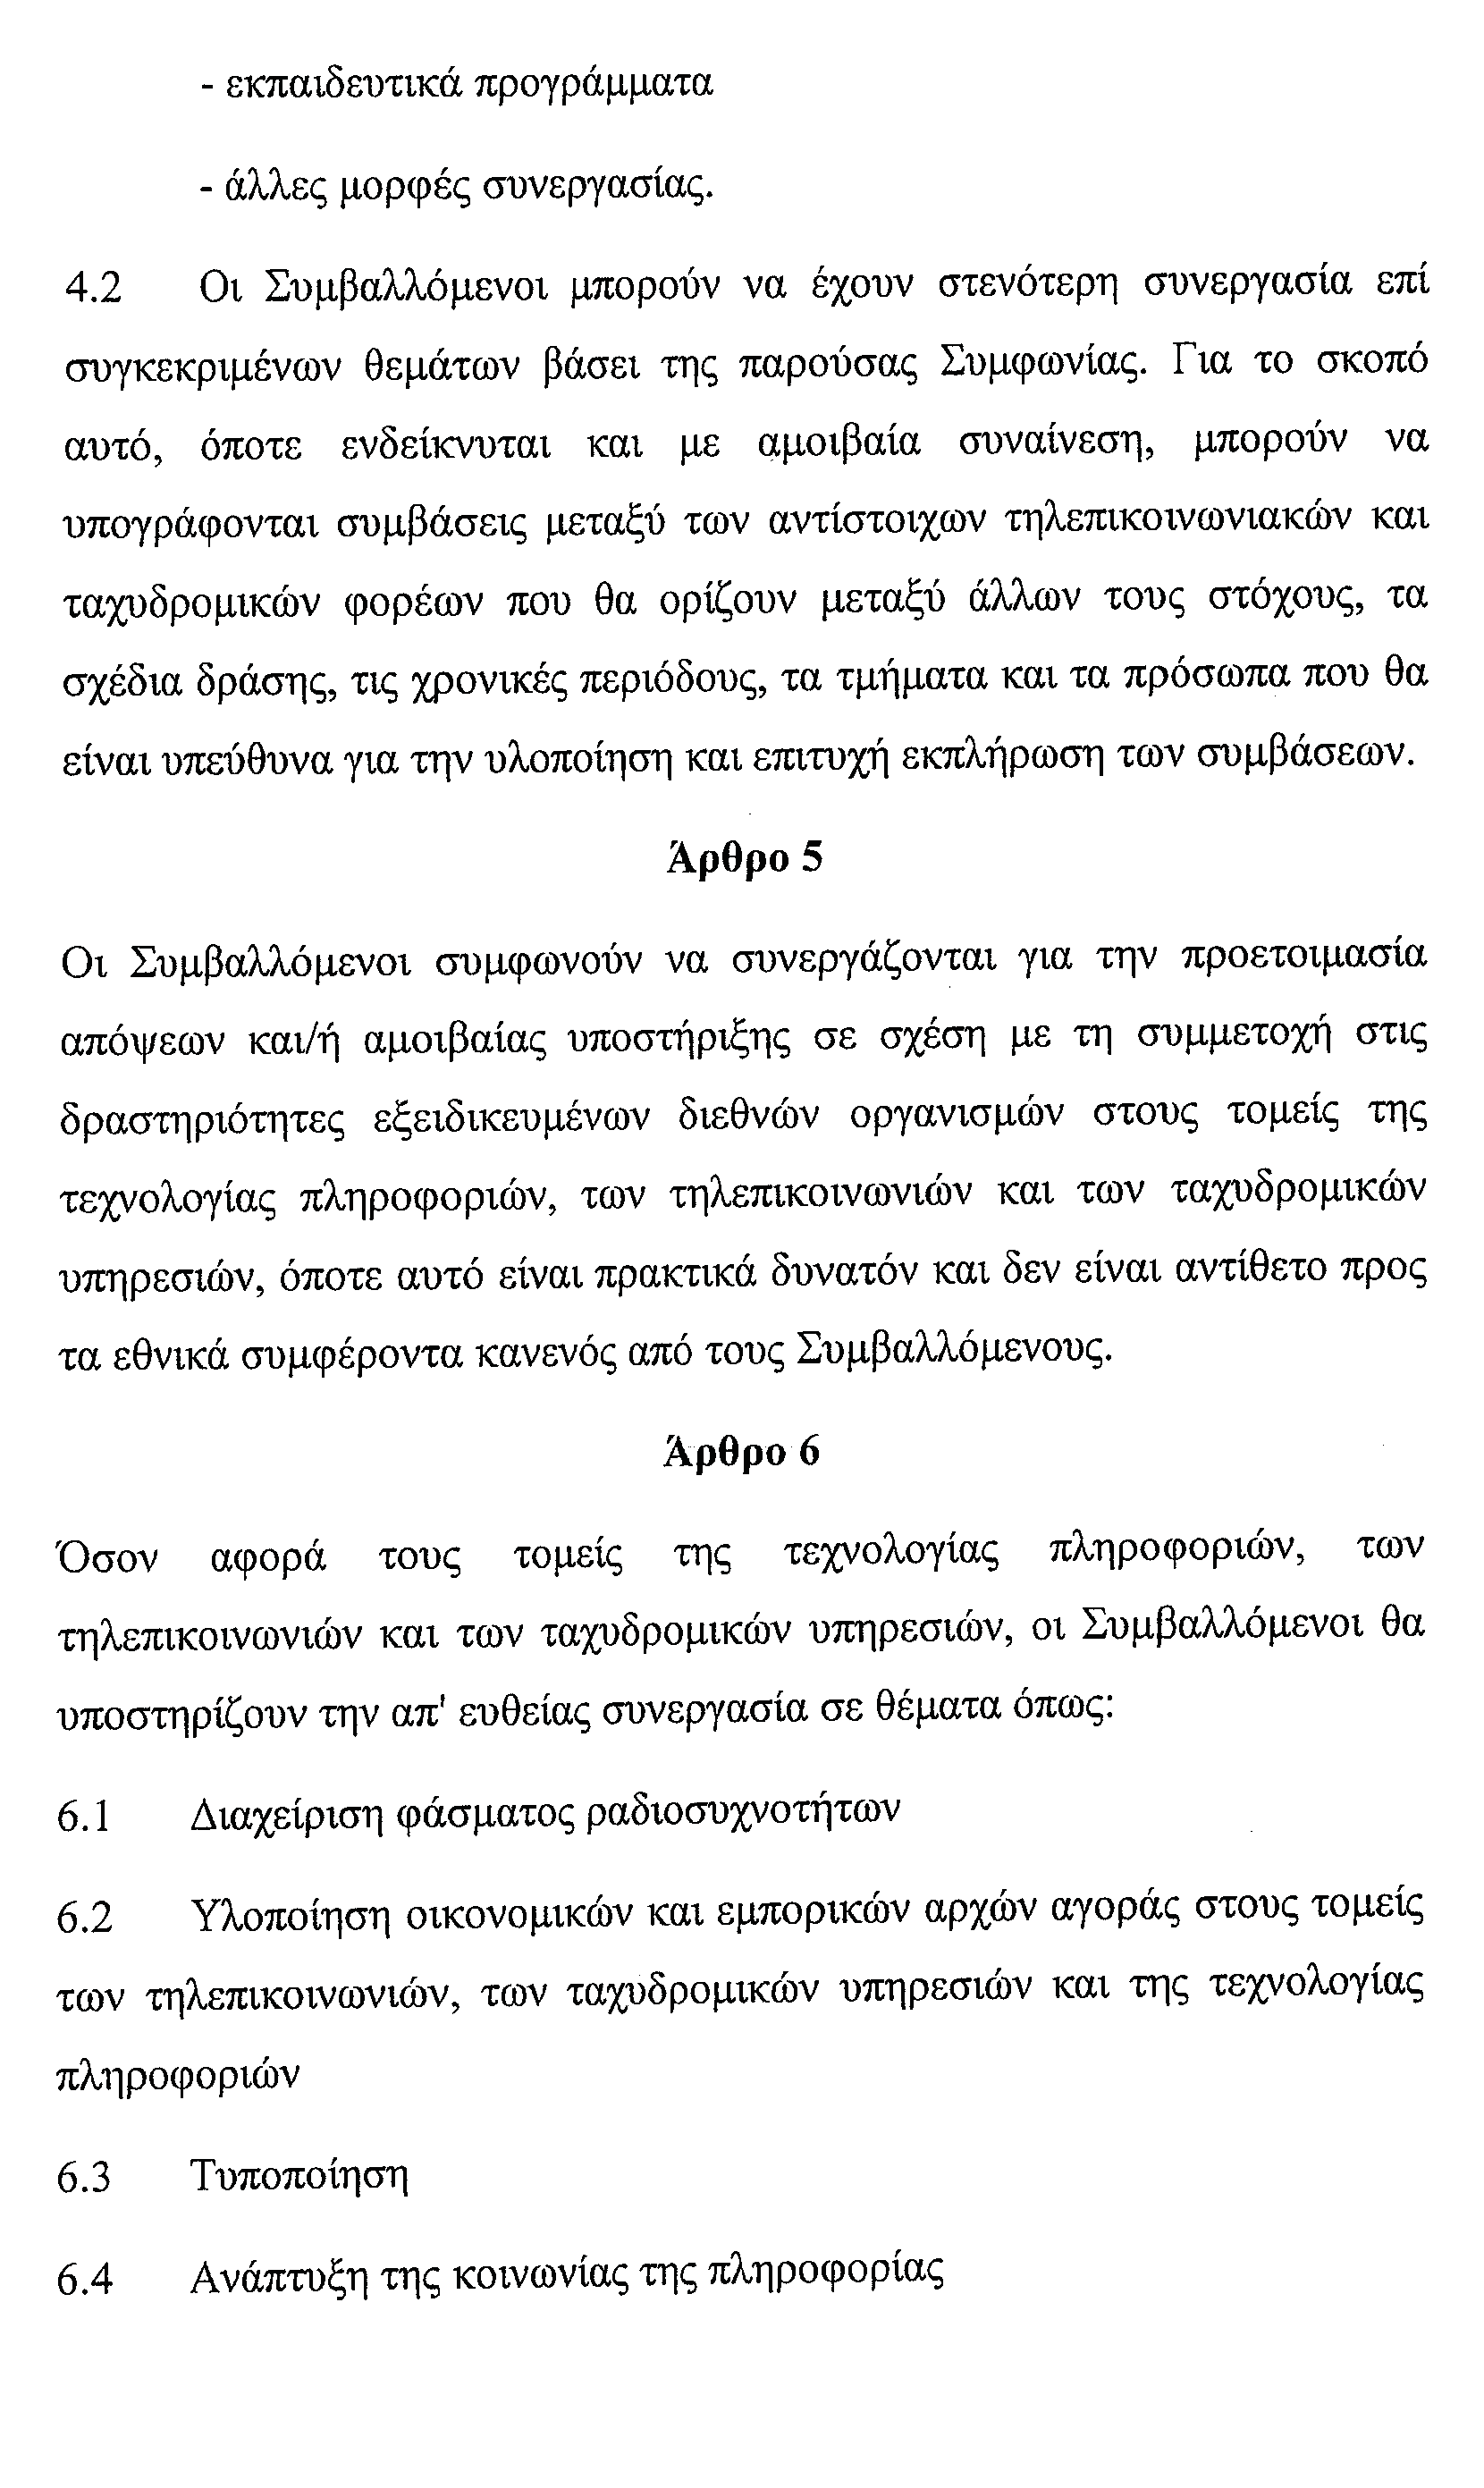 - εκπαιδευτικά προγράμματα
- άλλες μορφές συνεργασίας.
4.2 Οι Συμβαλλόμενοι μπορούν να έχουν στενότερη συνεργασία επί
συγκεκριμένων θεμάτων βάσει της παρούσας Συμφωνίας. Για το σκοπό
αυτό, όποτε ενδείκνυται και με αμοιβαία συναίνεση, μπορούν να
υπογράφονται συμβάσεις μεταξύ των αντίστοιχων τηλεπικοινωνιακών και
ταχυδρομικών φορέων που θα ορίζουν μεταξύ άλλων τους στόχους, τα
σχέδια δράσης, τις χρονικές περιόδους, τα τμήματα και τα πρόσωπα που θα
είναι υπεύθυνα για την υλοποίηση και επιτυχή εκπλήρωση των συμβάσεων.
Άρθρο 5
Οι Συμβαλλόμενοι συμφωνούν να συνεργάζονται για την προετοιμασία
απόψεων και/ή αμοιβαίας υποστήριξης σε σχέση με τη συμμετοχή στις
δραστηριότητες εξειδικευμένων διεθνών οργανισμών στους τομείς της
τεχνολογίας πληροφοριών, των τηλεπικοινωνιών και των ταχυδρομικών
υπηρεσιών, όποτε αυτό είναι πρακτικά δυνατόν και δεν είναι αντίθετο προς
τα εθνικά συμφέροντα κανενός από τους Συμβαλλόμενους.
Άρθρο 6
Όσον αφορά τους τομείς της τεχνολογίας πληροφοριών, των
τηλεπικοινωνιών και των ταχυδρομικών υπηρεσιών, οι Συμβαλλόμενοι θα
υποστηρίζουν την απ' ευθείας συνεργασία σε θέματα όπως:
6.1 Διαχείριση φάσματος ραδιοσυχνοτήτων
6.2 Υλοποίηση οικονομικών και εμπορικών αρχών αγοράς στους τομείς
των τηλεπικοινωνιών, των ταχυδρομικών υπηρεσιών και της τεχνολογίας
πληροφοριών
6.3 Τυποποίηση
6.4 Ανάπτυξη της κοινωνίας της πληροφορίας